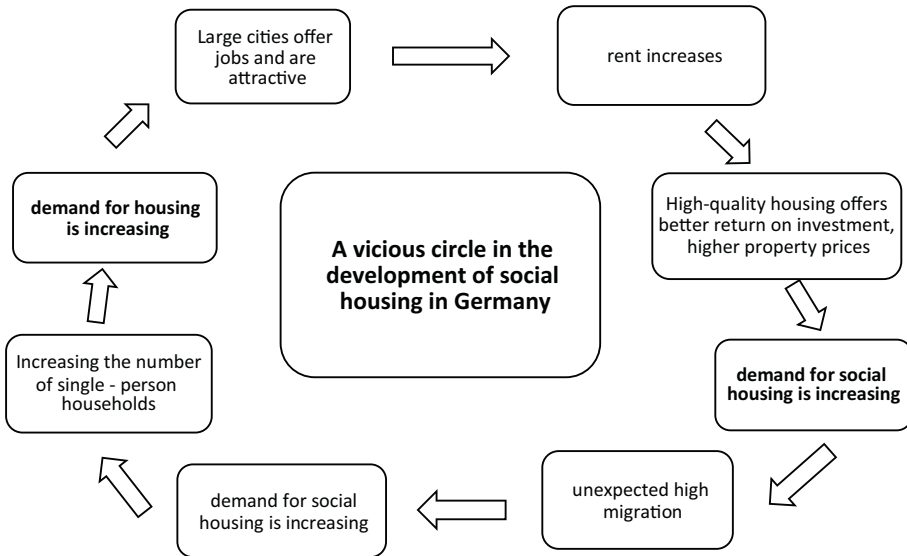 Large cities offer
jobs and are
attractive
rent increases
High-quality housing offers
better return on investment,
higher property prices
demand for social
housing is increasing
unexpected high
migration
demand for social
housing is increasing
Increasing the number
of single - person
households
demand for housing
is increasing
A vicious circle in the
development of social
housing in Germany